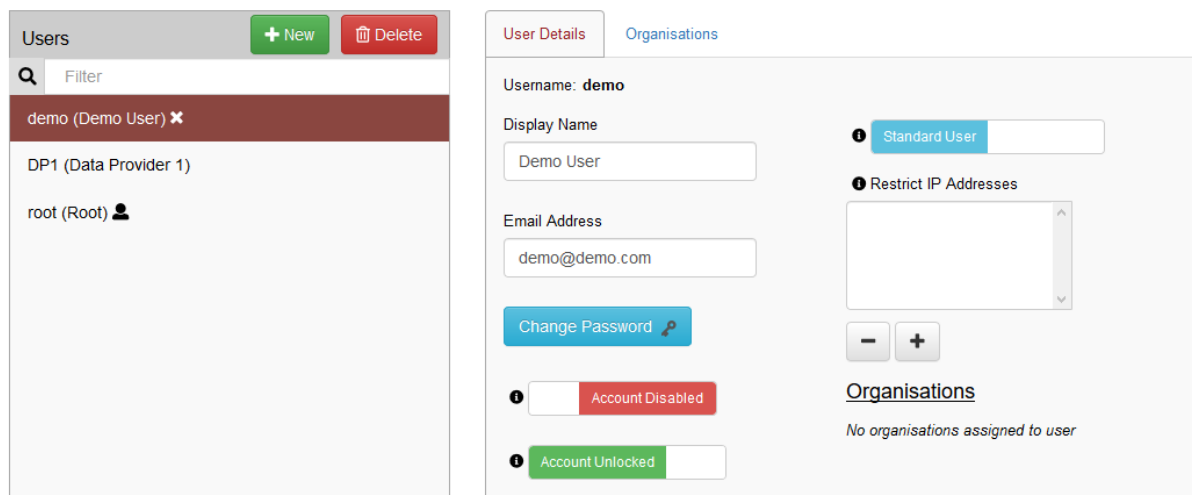 Users
New
Delete
Filter
demo (Demo User)
DP1 (Data Provider 1)
root (Root)
User Details
Organisations
Username: demo
Display Name
Demo User
Email Address
demo@demo.com
Change Password
Account Disabled
Account Unlocked
Standard User
Restrict IP Addresses
Organisations
No organisations assigned to user